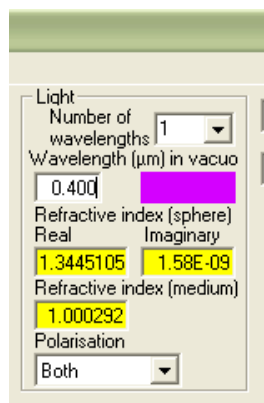 Light
Number of
wavelengths 1
Wavelength (µm) in vacuo
0.400
Refractive index (sphere)
Real Imaginary
1.3445105 1.58E-09
Refractive index (medium)
1.000292
Polarisation
Both